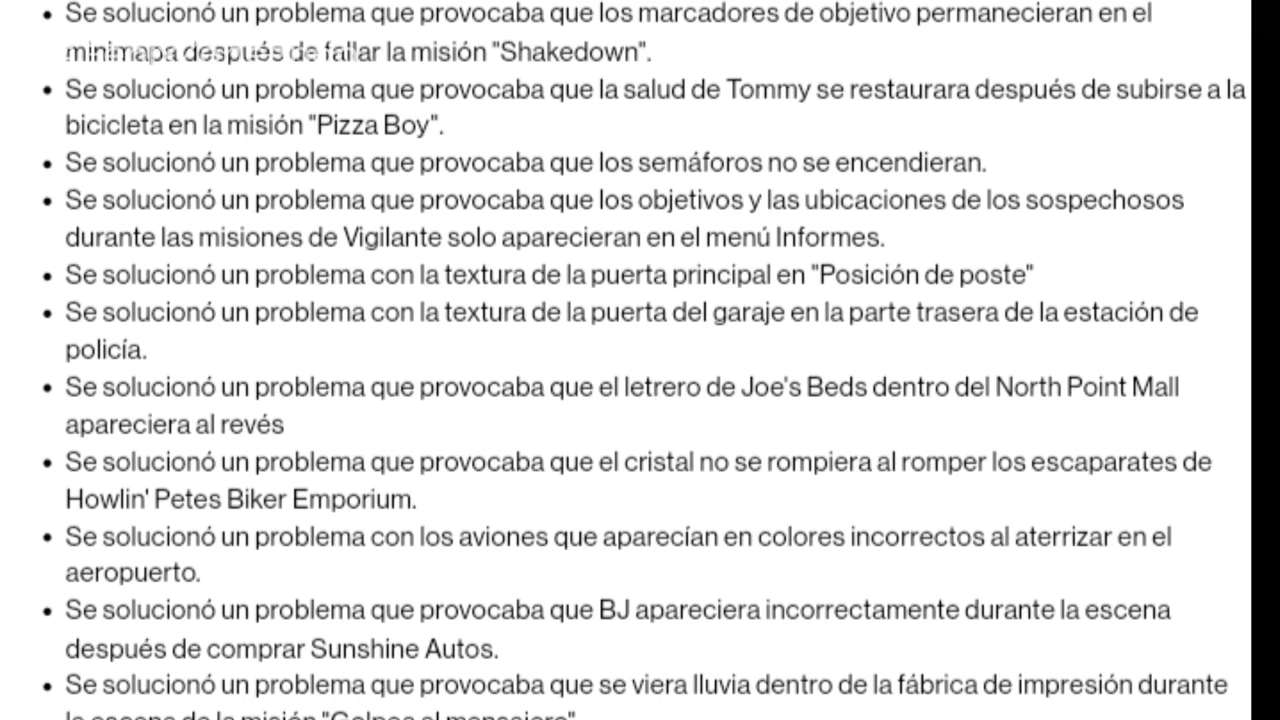 • Se solucionó un problema que provocaba que los marcadores de objetivo permanecieran en el
minimapa después de fallar la misión "Shakedown".
• Se solucionó un problema que provocaba que la salud de Tommy se restaurara después de subirse a la
bicicleta en la misión "Pizza Boy".
• Se solucionó un problema que provocaba que los semáforos no se encendieran.
• Se solucionó un problema que provocaba que los objetivos y las ubicaciones de los sospechosos
durante las misiones de Vigilante solo aparecieran en el menú Informes.
• Se solucionó un problema con la textura de la puerta principal en "Posición de poste"
• Se solucionó un problema con la textura de la puerta del garaje en la parte trasera de la estación de
policía.
• Se solucionó un problema que provocaba que el letrero de Joe's Beds dentro del North Point Mall
apareciera al revés
• Se solucionó un problema que provocaba que el cristal no se rompiera al romper los escaparates de
Howlin' Petes Biker Emporium.
• Se solucionó un problema con los aviones que aparecían en colores incorrectos al aterrizar en el
aeropuerto.
• Se solucionó un problema que provocaba que BJ apareciera incorrectamente durante la escena
después de comprar Sunshine Autos.
• Se solucionó un problema que provocaba que se viera lluvia dentro de la fábrica de impresión durante
la escena de la misión "Golpea al mensajero".